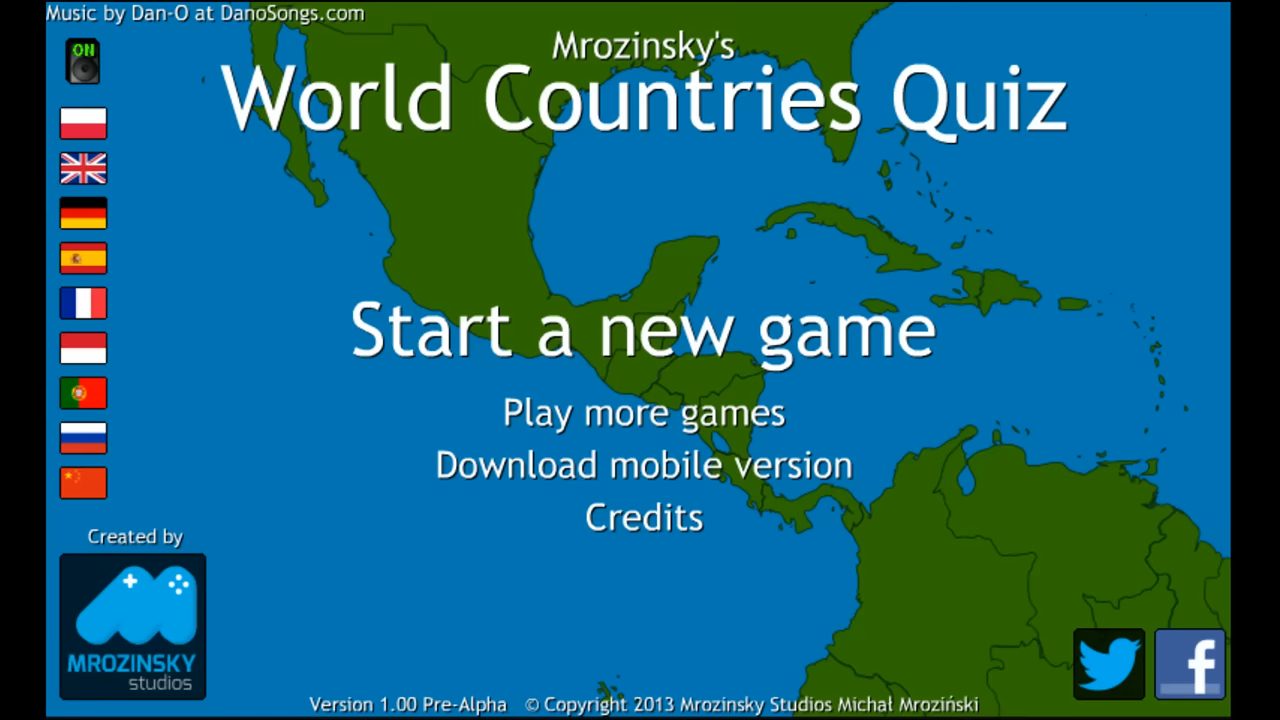 Music by Dan-O at DanoSongs.com
ON
Mrozinsky's
World Countries Quiz
Start a new game
Play more games
Download mobile version
Credits
Created by
MROZINSKY
studios
Version 1.00 Pre-Alpha © Copyright 2013 Mrozinsky Studios Michał Mroziński